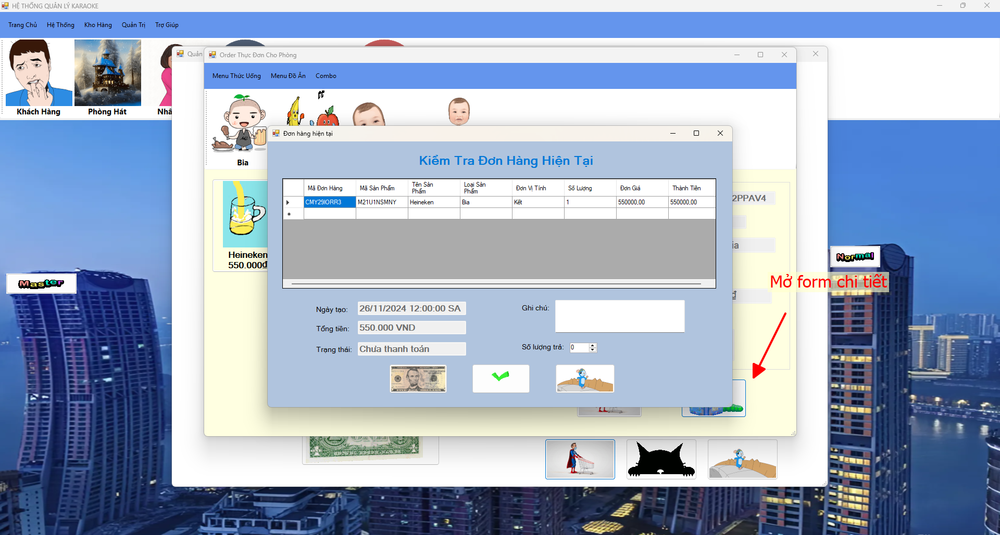 HỆ THỐNG QUẢN LÝ KARAOKE
Trang Chủ Hệ Thống Kho Hàng Quản Trị Trợ Giúp
Khách Hàng Phòng Hát
Quản
Order Thực Đơn Cho Phòng
Menu Thức Uống Menu Đồ Ăn Combo
Bia
Heineken
550.000₫
Đơn hàng hiện tại
Kiểm Tra Đơn Hàng Hiện Tại
Mã Đơn Hàng Mã Sản Phẩm Tên Sản Phẩm Loại Sản Phẩm Đơn Vị Tính Số Lượng Đơn Giá Thành Tiền
CMY29IORR3 M21U1NSMNY Heineken Bia Két 1 550000,00 550000,00
Ngày tạo: 26/11/2024 12:00:00 SA
Tổng tiền: 550.000 VND
Trạng thái: Chưa thanh toán
Ghi chú:
Số lượng trả: 0
2PPAV4
Master
Normal
Mở form chi tiết
ONE DOLLAR